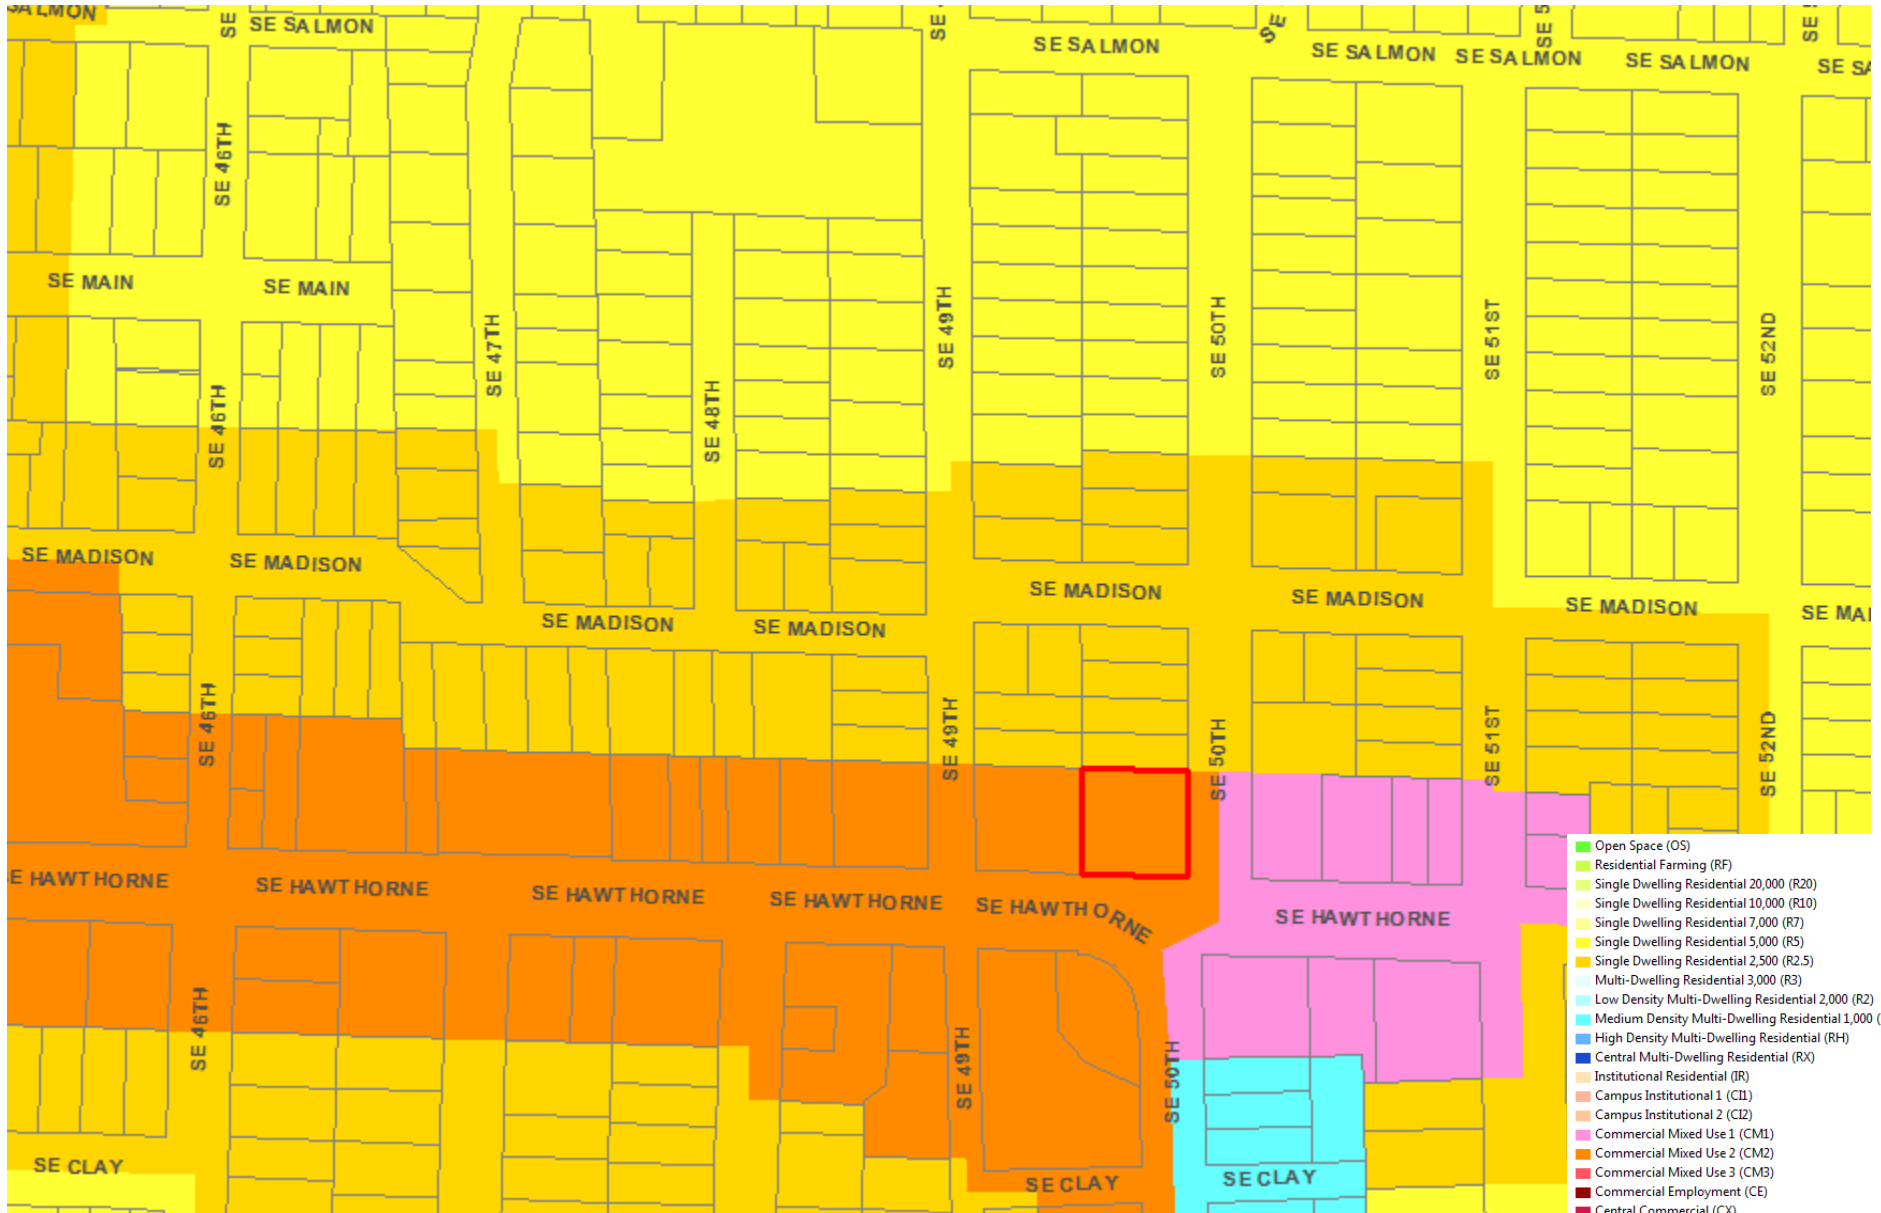 SALMON
SE SALMON
SE
SE
SE SALMON
SE
SE SALMON
SE 5
SE SALMON
SE SALMON
SE 5
SE SA
SE 46TH
SE MAIN
SE MAIN
SE 47TH
SE 49TH
SE 50TH
SE 51ST
SE 52ND
SE 46TH
SE 48TH
SE MADISON
SE MADISON
SE MADISON
SE MADISON
SE MADISON
SE MADISON
SE MADISON
SE MAI
SE 46TH
SE 49TH
SE 50TH
SE 51ST
SE 52ND
E HAWTHORNE
SE HAWTHORNE
SE HAWTHORNE
SE HAWTHORNE
SE HAWTHORNE
SE HAWTHORNE
SE 46TH
SE 49TH
SE 50TH
SE CLAY
SE CLAY
SE CLAY
Open Space (OS)
Residential Farming (RF)
Single Dwelling Residential 20,000 (R20)
Single Dwelling Residential 10,000 (R10)
Single Dwelling Residential 7,000 (R7)
Single Dwelling Residential 5,000 (R5)
Single Dwelling Residential 2,500 (R2.5)
Multi-Dwelling Residential 3,000 (R3)
Low Density Multi-Dwelling Residential 2,000 (R2)
Medium Density Multi-Dwelling Residential 1,000 (
High Density Multi-Dwelling Residential (RH)
Central Multi-Dwelling Residential (RX)
Institutional Residential (IR)
Campus Institutional 1 (CI1)
Campus Institutional 2 (CI2)
Commercial Mixed Use 1 (CM1)
Commercial Mixed Use 2 (CM2)
Commercial Mixed Use 3 (CM3)
Commercial Employment (CE)
Central Commercial (CX)